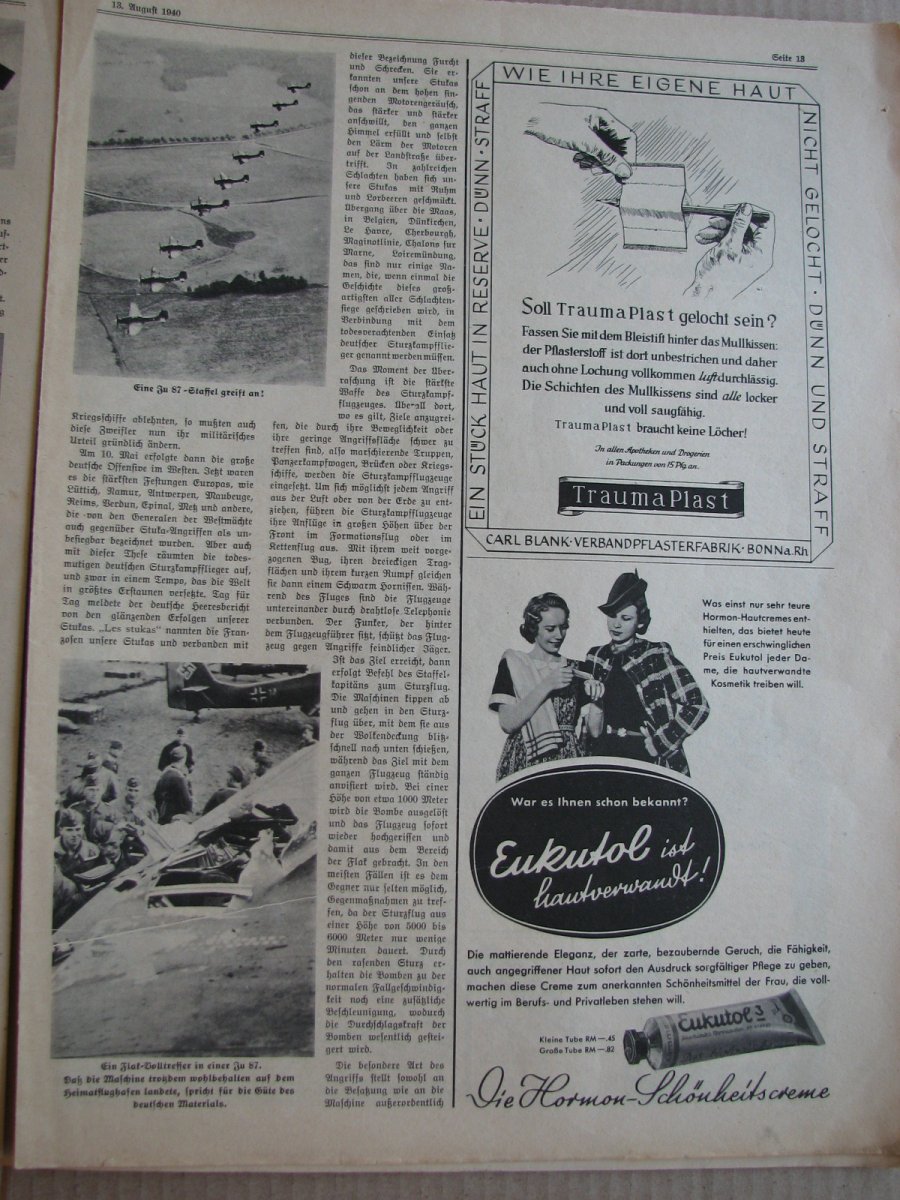 13. August 1940
Seite 13
Eine Ju 87-Staffel greift an!
Kriegsschiffe ablehnten, so mußten auch
diese Zweifler nun ihr militärisches
Urteil gründlich ändern.
Am 10. Mai erfolgte dann die große
deutsche Offensive im Westen. Jetzt waren
es die stärksten Festungen Europas, wie
Lüttich, Namur, Antwerpen, Maubeuge,
Reims, Verdun, Epinal, Metz und andere,
die von den Generalen der Westmächte
auch gegenüber Stuka-Angriffen als un-
besiegbar bezeichnet wurden. Aber auch
mit dieser These räumten die todes-
mutigen deutschen Sturzkampfflieger auf,
und zwar in einem Tempo, das die Welt
in größtes Erstaunen versetzte. Tag für
Tag meldete der deutsche Heeresbericht
von den glänzenden Erfolgen unserer
Stukas. „Les stukas" nannten die Fran-
zosen unsere Stukas und verbanden mit
dieser Bezeichnung Furcht
und Schrecken. Sie er-
kannten unsere Stukas
schon an dem hohen sin-
genden Motorengeräusch,
das stärker und stärker
anschwillt, den ganzen
Himmel erfüllt und selbst
den Lärm der Motoren
auf der Landstraße über-
trifft. In zahlreichen
Schlachten haben sich un-
sere Stukas mit Ruhm
und Lorbeeren geschmückt.
Übergang über die Maas,
in Belgien, Dünkirchen,
Le Havre, Cherbourgh,
Maginotlinie, Chalons sur
Marne, Loiremündung,
das sind nur einige Na-
men, die, wenn einmal die
Geschichte dieses groß-
artigsten aller Schlachten-
siege geschrieben wird, in
Verbindung mit dem
todesverachtenden Einsatz
deutscher Sturzkampfflie-
ger genannt werden müssen.
Das Moment der Über-
raschung ist die stärkste
Waffe des Sturzkampf-
flugzeuges. Überall dort,
wo es gilt, Ziele anzugrei-
fen, die durch ihre Beweglichkeit oder
ihre geringe Angriffsfläche schwer zu
treffen sind, also marschierende Truppen,
Panzerkampfwagen, Brücken oder Kriegs-
schiffe, werden die Sturzkampfflugzeuge
eingesetzt. Um sich möglichst jedem Angriff
aus der Luft oder von der Erde zu ent-
ziehen, führen die Sturzkampfflugzeuge
ihre Anflüge in großen Höhen über der
Front im Formationsflug oder im
Kettenflug aus. Mit ihrem weit vorge-
zogenen Bug, ihren dreieckigen Trag-
flächen und ihrem kurzen Rumpf gleichen
sie dann einem Schwarm Hornissen. Wäh-
rend des Fluges sind die Flugzeuge
untereinander durch drahtlose Telephonie
verbunden. Der Funker, der hinter
dem Flugzeugführer sitzt, schützt das Flug-
zeug gegen Angriffe feindlicher Jäger.
Ist das Ziel erreicht, dann
erfolgt Befehl des Staffel-
kapitäns zum Sturzflug.
Die Maschinen kippen ab
und gehen in den Sturz-
flug über, mit dem sie aus
der Wolkendeckung blitz-
schnell nach unten schießen,
während das Ziel mit dem
ganzen Flugzeug ständig
anvisiert wird. Bei einer
Höhe von etwa 1000 Meter
wird die Bombe ausgelöst
und das Flugzeug sofort
wieder hochgerissen und
damit aus dem Bereich
der Flak gebracht. In den
meisten Fällen ist es dem
Gegner nur selten möglich,
Gegenmaßnahmen zu tref-
fen, da der Sturzflug aus
einer Höhe von 5000 bis
6000 Meter nur wenige
Minuten dauert. Durch
den rasenden Sturz er-
halten die Bomben zu der
normalen Fallgeschwindig-
keit noch eine zusätzliche
Beschleunigung, wodurch
die Durchschlagskraft der
Bomben wesentlich gestei-
gert wird.
Die besondere Art des
Angriffs stellt sowohl an
die Besatzung wie an die
Maschine außerordentlich
Ein Flak-Volltreffer in einer Ju 87.
Daß die Maschine trotzdem wohlbehalten auf dem
Heimatflughafen landete, spricht für die Güte des
deutschen Materials.
WIE IHRE EIGENE HAUT
NICHT GELOCHT · DÜNN UND STRAFF
EIN STÜCK HAUT IN RESERVE · DÜNN · STRAFF
Soll TraumaPlast gelocht sein?
Fassen Sie mit dem Bleistift hinter das Mullkissen:
der Pflasterstoff ist dort unbestrichen und daher
auch ohne Lochung vollkommen luftdurchlässig.
Die Schichten des Mullkissens sind alle locker
und voll saugfähig.
TraumaPlast braucht keine Löcher!
In allen Apotheken und Drogerien
in Packungen von 15 Pfg an.
TraumaPlast
CARL BLANK · VERBANDPFLASTERFABRIK · BONN a. Rh
Was einst nur sehr teure
Hormon-Hautcremes ent-
hielten, das bietet heute
für einen erschwinglichen
Preis Eukutol jeder Da-
me, die hautverwandte
Kosmetik treiben will.
War es Ihnen schon bekannt?
Eukutol ist
hautverwandt!
Die mattierende Eleganz, der zarte, bezaubernde Geruch, die Fähigkeit,
auch angegriffener Haut sofort den Ausdruck sorgfältiger Pflege zu geben,
machen diese Creme zum anerkannten Schönheitsmittel der Frau, die voll-
wertig im Berufs- und Privatleben stehen will.
Kleine Tube RM —.45
Große Tube RM —.82
Eukutol 3
Die Hormon-Schönheitscreme